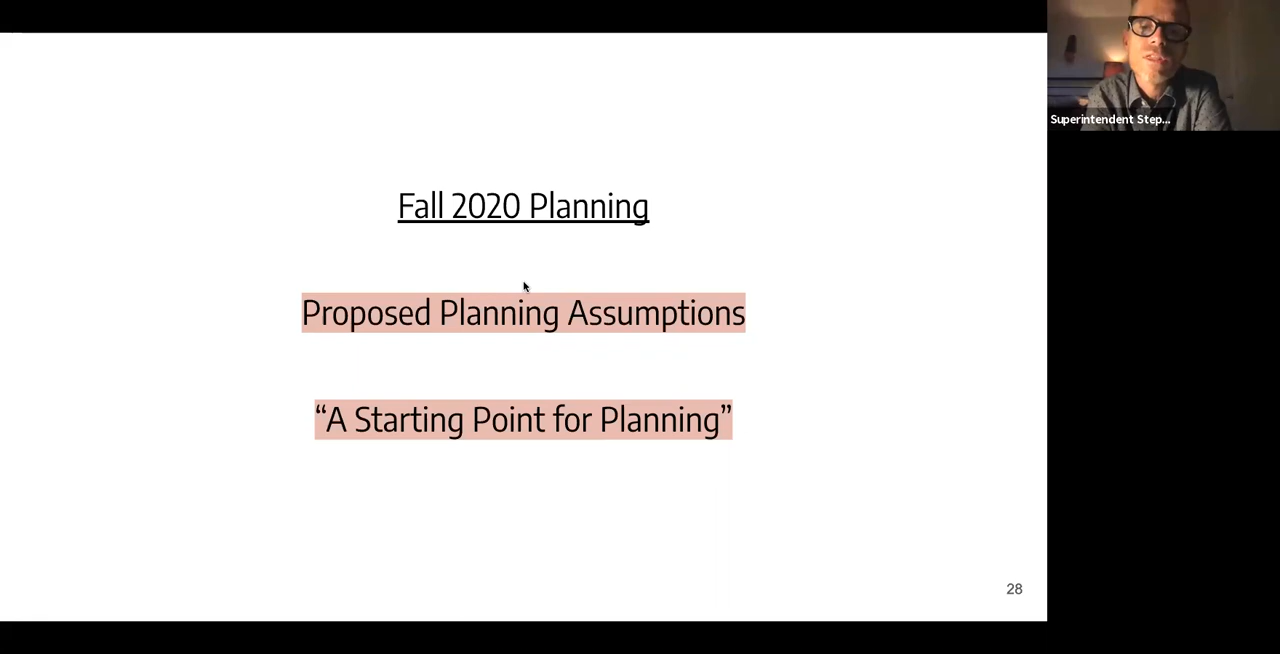 Fall 2020 Planning
Proposed Planning Assumptions
“A Starting Point for Planning”
28
Superintendent Step...